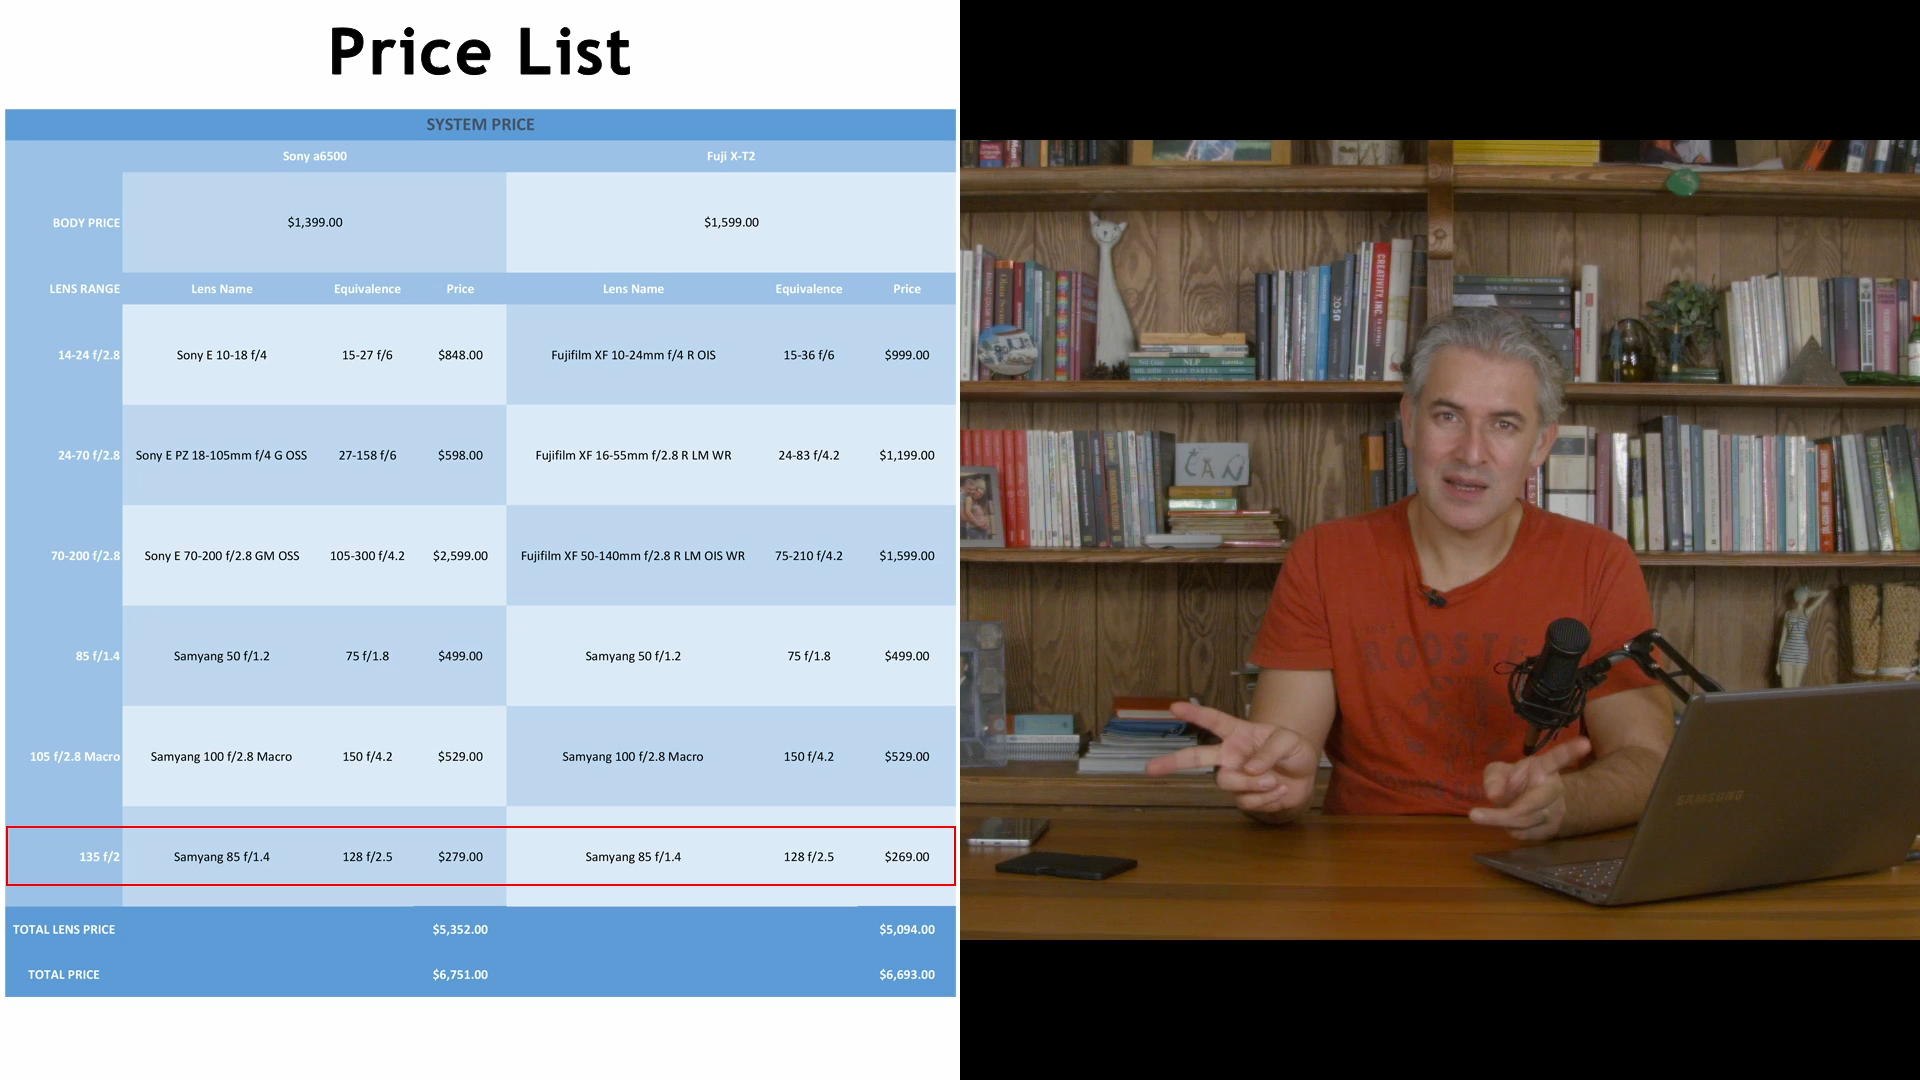 Price List
SYSTEM PRICE
Sony a6500 Fuji X-T2
BODY PRICE $1,399.00 $1,599.00
LENS RANGE Lens Name Equivalence Price Lens Name Equivalence Price
14-24 f/2.8 Sony E 10-18 f/4 15-27 f/6 $848.00 Fujifilm XF 10-24mm f/4 R OIS 15-36 f/6 $999.00
24-70 f/2.8 Sony E PZ 18-105mm f/4 G OSS 27-158 f/6 $598.00 Fujifilm XF 16-55mm f/2.8 R LM WR 24-83 f/4.2 $1,199.00
70-200 f/2.8 Sony E 70-200 f/2.8 GM OSS 105-300 f/4.2 $2,599.00 Fujifilm XF 50-140mm f/2.8 R LM OIS WR 75-210 f/4.2 $1,599.00
85 f/1.4 Samyang 50 f/1.2 75 f/1.8 $499.00 Samyang 50 f/1.2 75 f/1.8 $499.00
105 f/2.8 Macro Samyang 100 f/2.8 Macro 150 f/4.2 $529.00 Samyang 100 f/2.8 Macro 150 f/4.2 $529.00
135 f/2 Samyang 85 f/1.4 128 f/2.5 $279.00 Samyang 85 f/1.4 128 f/2.5 $269.00
TOTAL LENS PRICE $5,352.00 $5,094.00
TOTAL PRICE $6,751.00 $6,693.00
CREATIVITY, INC.
2050
NLP
CAN
ROOSTE
SAMSUNG